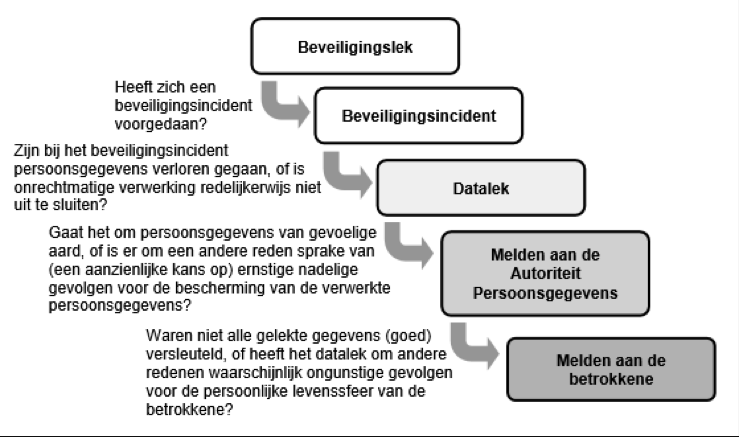 Beveiligingslek
Heeft zich een
beveiligingsincident
voorgedaan?
Beveiligingsincident
Zijn bij het beveiligingsincident
persoonsgegevens verloren gegaan, of is
onrechtmatige verwerking redelijkerwijs niet
uit te sluiten?
Datalek
Gaat het om persoonsgegevens van gevoelige
aard, of is er om een andere reden sprake van
(een aanzienlijke kans op) ernstige nadelige
gevolgen voor de bescherming van de verwerkte
persoonsgegevens?
Melden aan de
Autoriteit
Persoonsgegevens
Waren niet alle gelekte gegevens (goed)
versleuteld, of heeft het datalek om andere
redenen waarschijnlijk ongunstige gevolgen
voor de persoonlijke levenssfeer van de
betrokkene?
Melden aan de
betrokkene